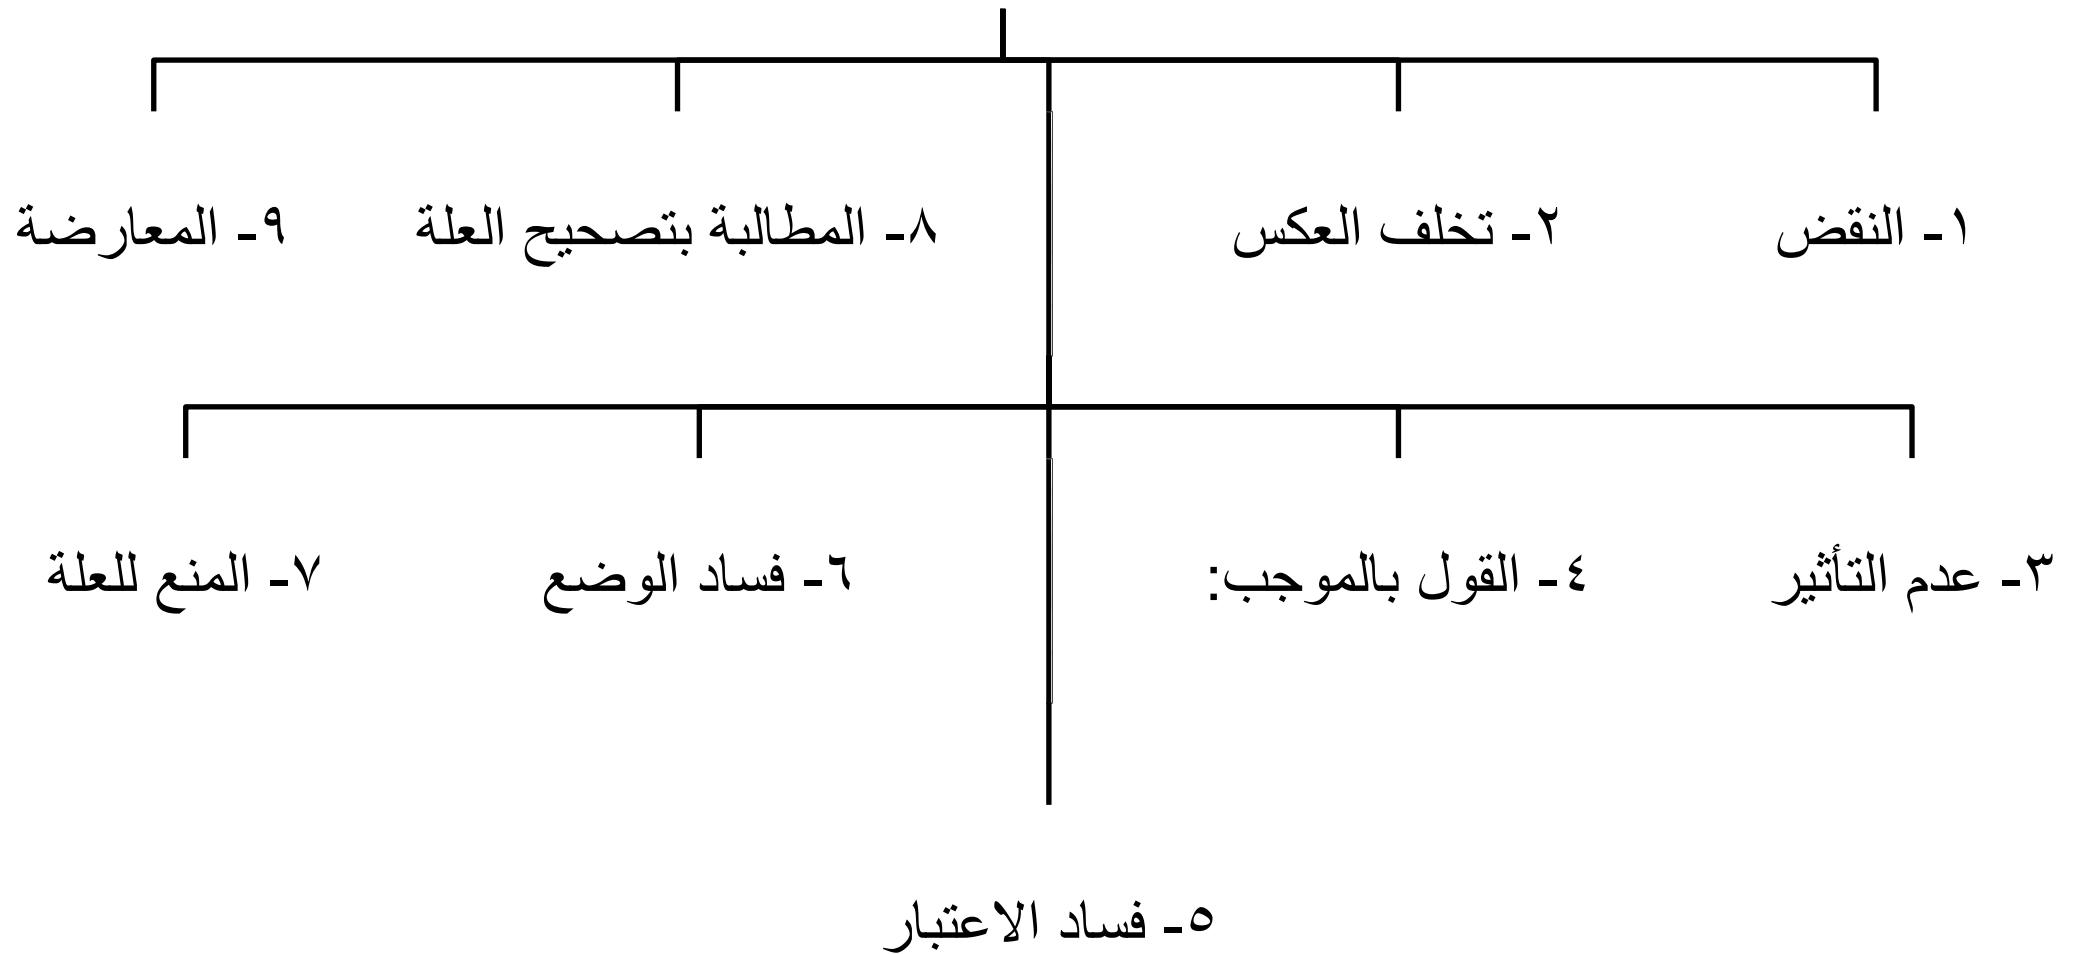 ١- النقض
٢- تخلف العكس
٨- المطالبة بتصحيح العلة
٩- المعارضة
٣- عدم التأثير
٤- القول بالموجب:
٦- فساد الوضع
٧- المنع للعلة
٥- فساد الاعتبار